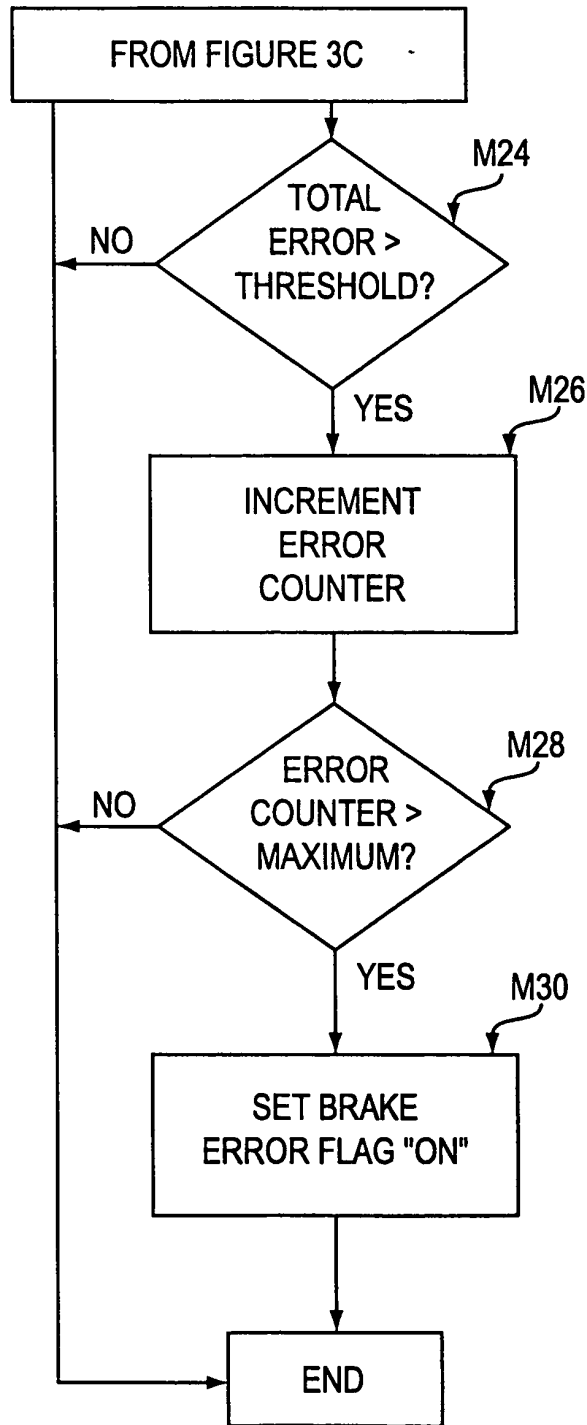 FROM FIGURE 3C
M24
TOTAL
ERROR >
THRESHOLD?
NO
YES
M26
INCREMENT
ERROR
COUNTER
M28
ERROR
COUNTER >
MAXIMUM?
NO
YES
M30
SET BRAKE
ERROR FLAG "ON"
END